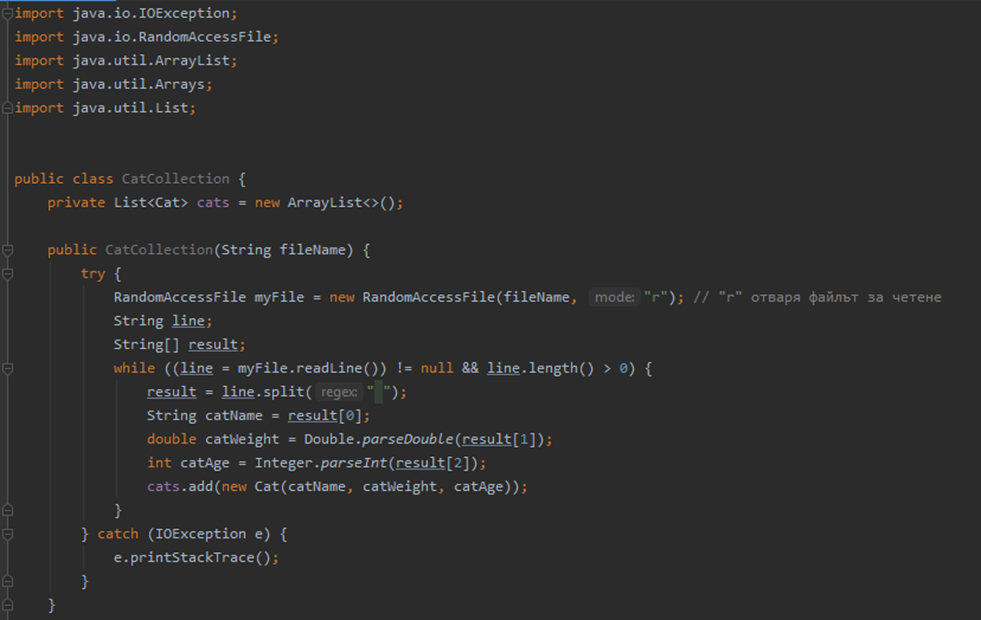 import java.io.IOException;
import java.io.RandomAccessFile;
import java.util.ArrayList;
import java.util.Arrays;
import java.util.List;
public class CatCollection {
private List<Cat> cats = new ArrayList<>();
public CatCollection(String fileName) {
try {
RandomAccessFile myFile = new RandomAccessFile(fileName, mode: "r"); // "r" отваря файлът за четене
String line;
String[] result;
while ((line = myFile.readLine()) != null && line.length() > 0) {
result = line.split( regex: " ");
String catName = result[0];
double catWeight = Double.parseDouble(result[1]);
int catAge = Integer.parseInt(result[2]);
cats.add(new Cat(catName, catWeight, catAge));
}
} catch (IOException e) {
e.printStackTrace();
}
}